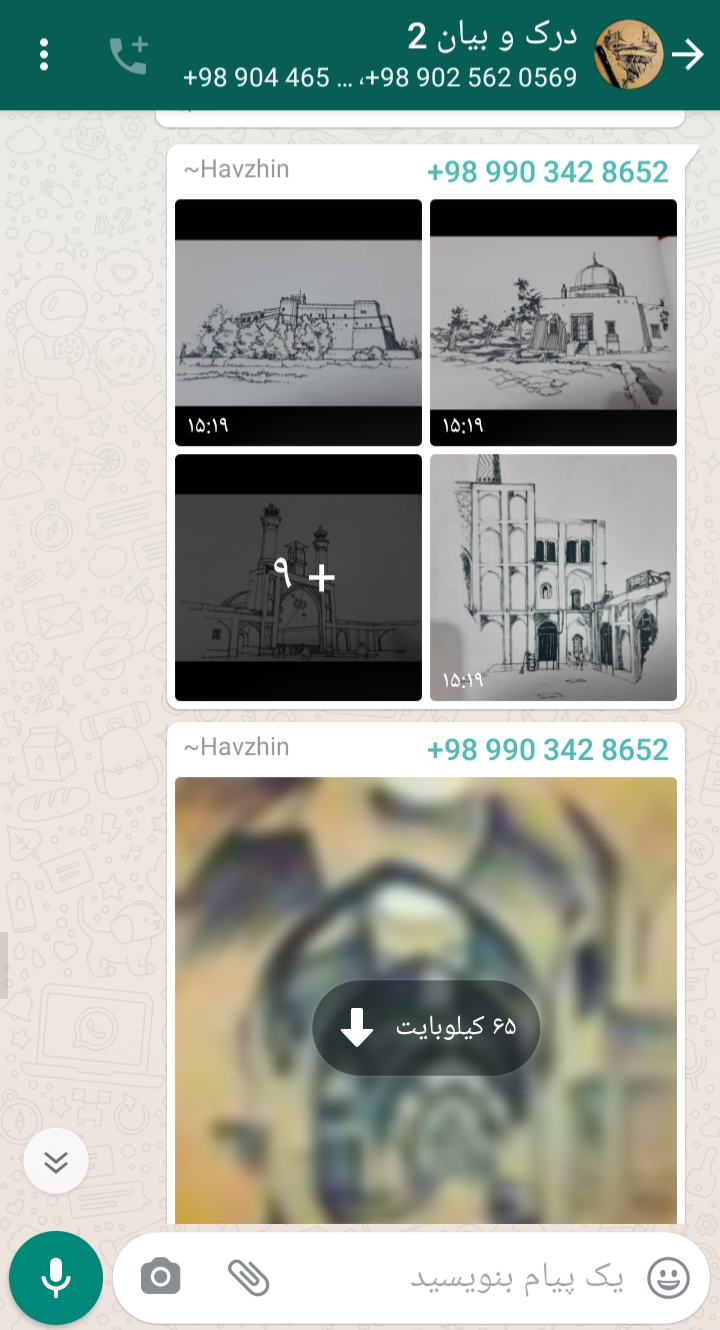 درک و بیان 2
+98 904 465 ... ،+98 902 562 0569
~Havzhin
+98 990 342 8652
۱۵:۱۹
۱۵:۱۹
۹ +
۱۵:۱۹
~Havzhin
+98 990 342 8652
۶۵ کیلوبایت
یک پیام بنویسید